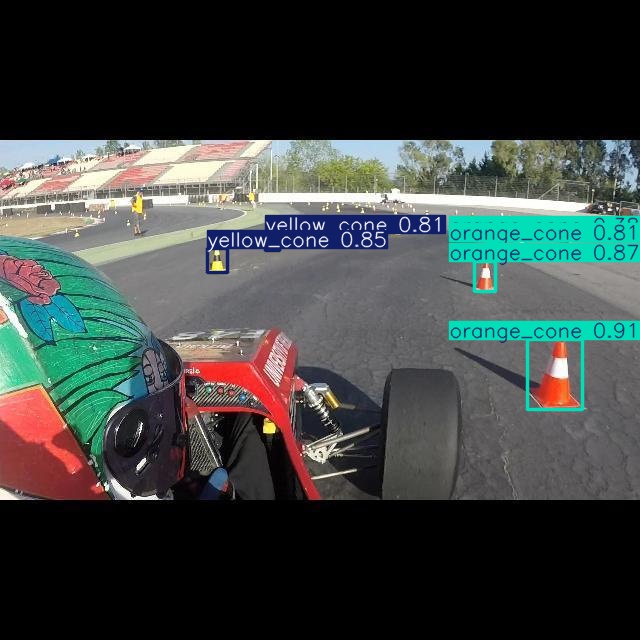 yellow_cone 0.81
orange_cone 0.81
yellow_cone 0.85
orange_cone 0.87
orange_cone 0.91